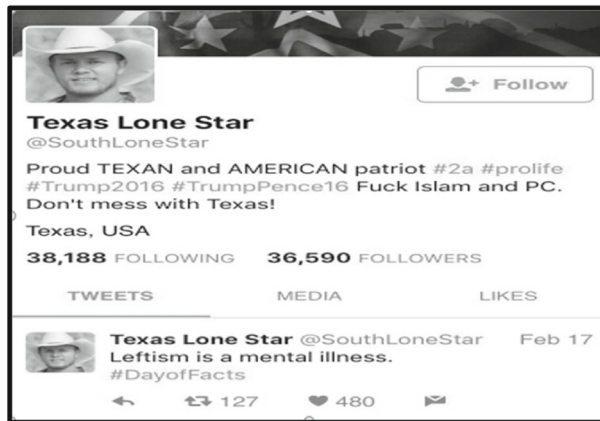 Follow
Texas Lone Star
@SouthLoneStar
Proud TEXAN and AMERICAN patriot #2a #prolife
#Trump2016 #TrumpPence16 Fuck Islam and PC.
Don't mess with Texas!
Texas, USA
38,188 FOLLOWING 36,590 FOLLOWERS
TWEETS MEDIA LIKES
Texas Lone Star @SouthLoneStar Feb 17
Leftism is a mental illness.
#DayofFacts
127 480